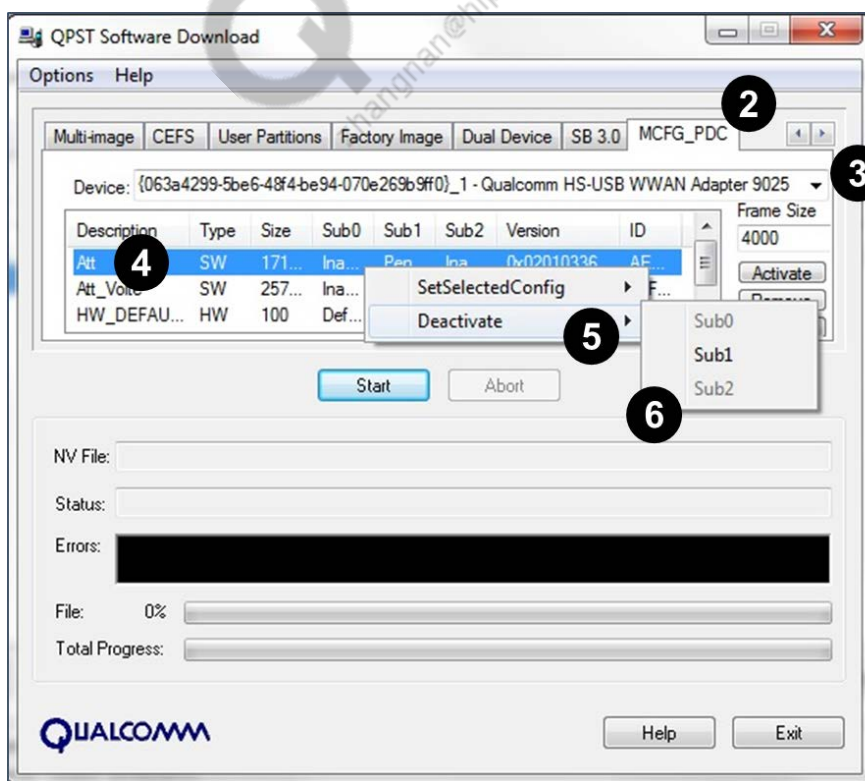 hangnan@hip
QPST Software Download
Options Help
2
Multi-image CEFS User Partitions Factory Image Dual Device SB 3.0 MCFG_PDC
3
Device: {063a4299-5be6-48f4-be94-070e269b9ff0}_1 - Qualcomm HS-USB WWAN Adapter 9025
Frame Size
4000
Description Type Size Sub0 Sub1 Sub2 Version ID
Att 4 SW 171... Ina... Pen... Ina... 0x02010336 AE...
Activate
Att_Volte SW 257... Ina... SetSelectedConfig F...
HW_DEFAU... HW 100 Def... Deactivate 5 Sub0
Sub1
Start Abort Sub2
6
NV File:
Status:
Errors:
File: 0%
Total Progress:
QUALCOMM Help Exit